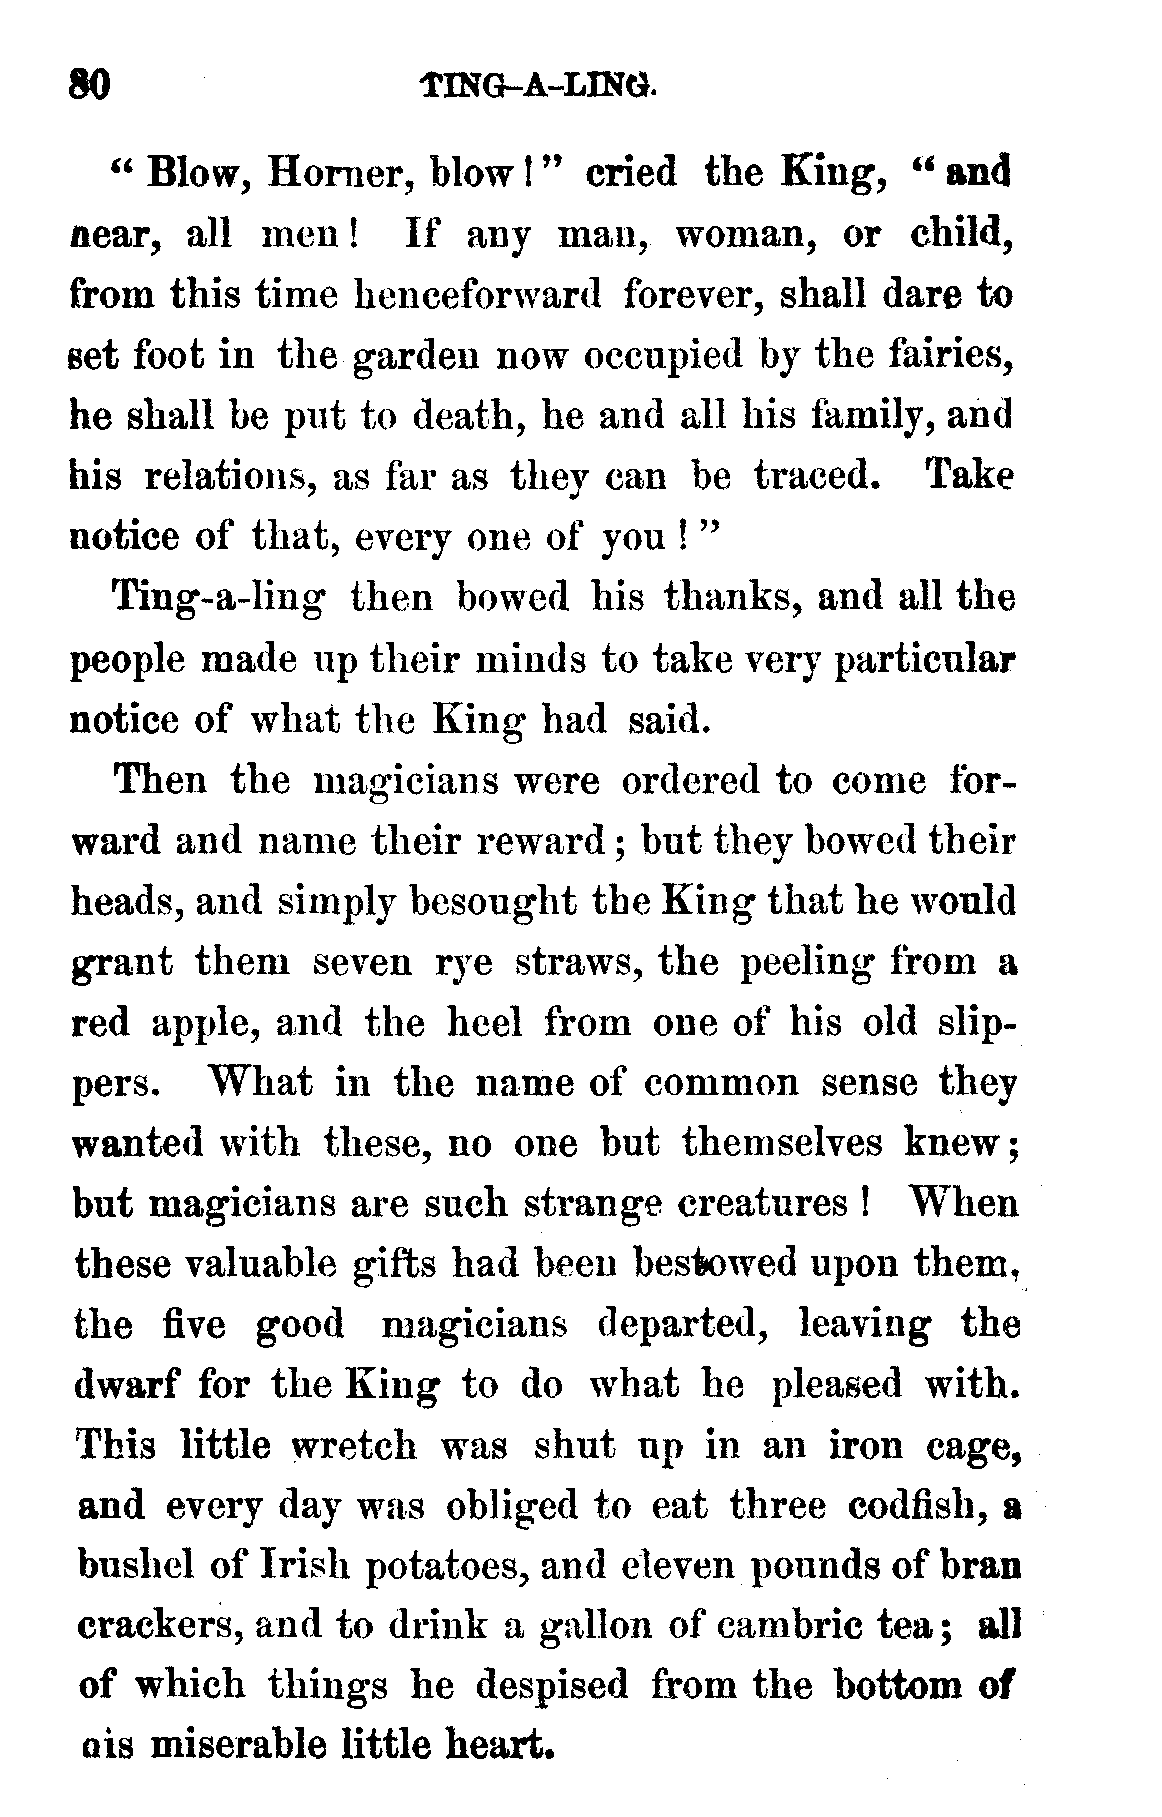 80 TING-A-LING.
" Blow, Horner, blow ! " cried the King, " and
near, all men ! If any man, woman, or child,
from this time henceforward forever, shall dare to
set foot in the garden now occupied by the fairies,
he shall be put to death, he and all his family, and
his relations, as far as they can be traced. Take
notice of that, every one of you ! "
Ting-a-ling then bowed his thanks, and all the
people made up their minds to take very particular
notice of what the King had said.
Then the magicians were ordered to come for-
ward and name their reward ; but they bowed their
heads, and simply besought the King that he would
grant them seven rye straws, the peeling from a
red apple, and the heel from one of his old slip-
pers. What in the name of common sense they
wanted with these, no one but themselves knew ;
but magicians are such strange creatures ! When
these valuable gifts had been bestowed upon them,
the five good magicians departed, leaving the
dwarf for the King to do what he pleased with.
This little wretch was shut up in an iron cage,
and every day was obliged to eat three codfish, a
bushel of Irish potatoes, and eleven pounds of bran
crackers, and to drink a gallon of cambric tea ; all
of which things he despised from the bottom of
his miserable little heart.